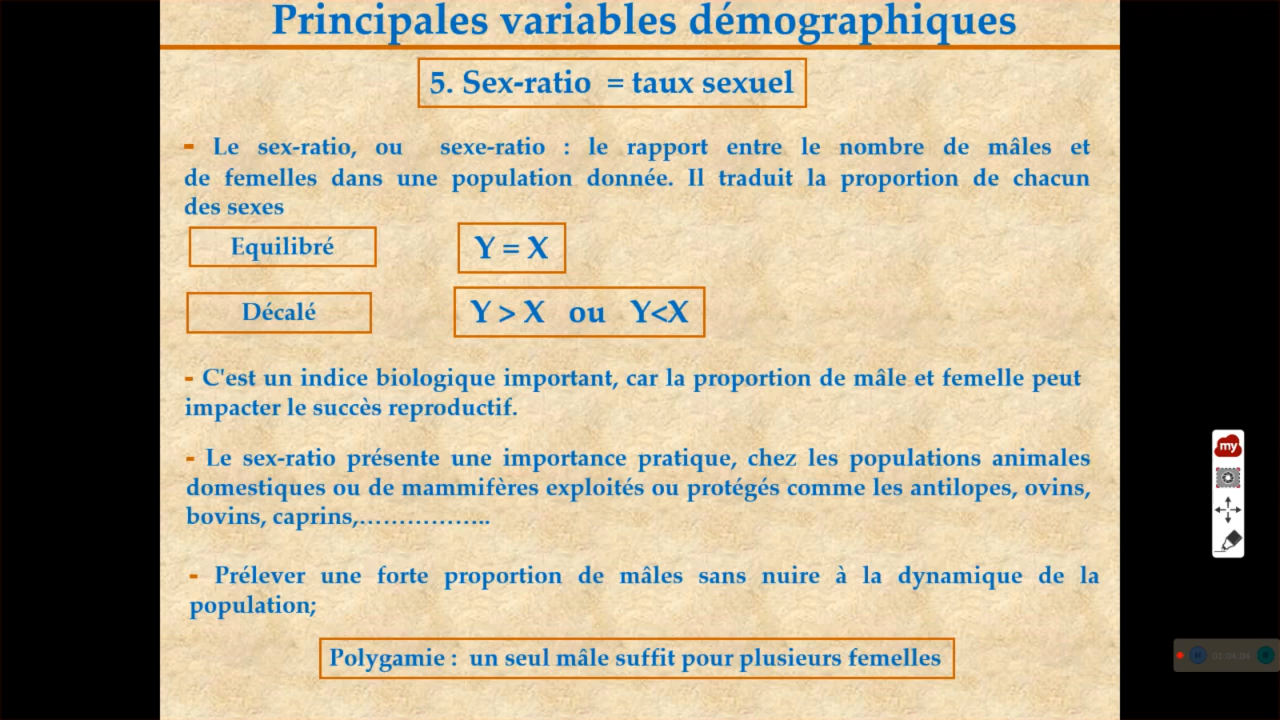 Principales variables démographiques
5. Sex-ratio = taux sexuel
- Le sex-ratio, ou sexe-ratio : le rapport entre le nombre de mâles et
de femelles dans une population donnée. Il traduit la proportion de chacun
des sexes
Equilibré
Y = X
Décalé
Y > X ou Y<X
- C'est un indice biologique important, car la proportion de mâle et femelle peut
impacter le succès reproductif.
- Le sex-ratio présente une importance pratique, chez les populations animales
domestiques ou de mammifères exploités ou protégés comme les antilopes, ovins,
bovins, caprins,……………..
- Prélever une forte proportion de mâles sans nuire à la dynamique de la
population;
Polygamie : un seul mâle suffit pour plusieurs femelles
my